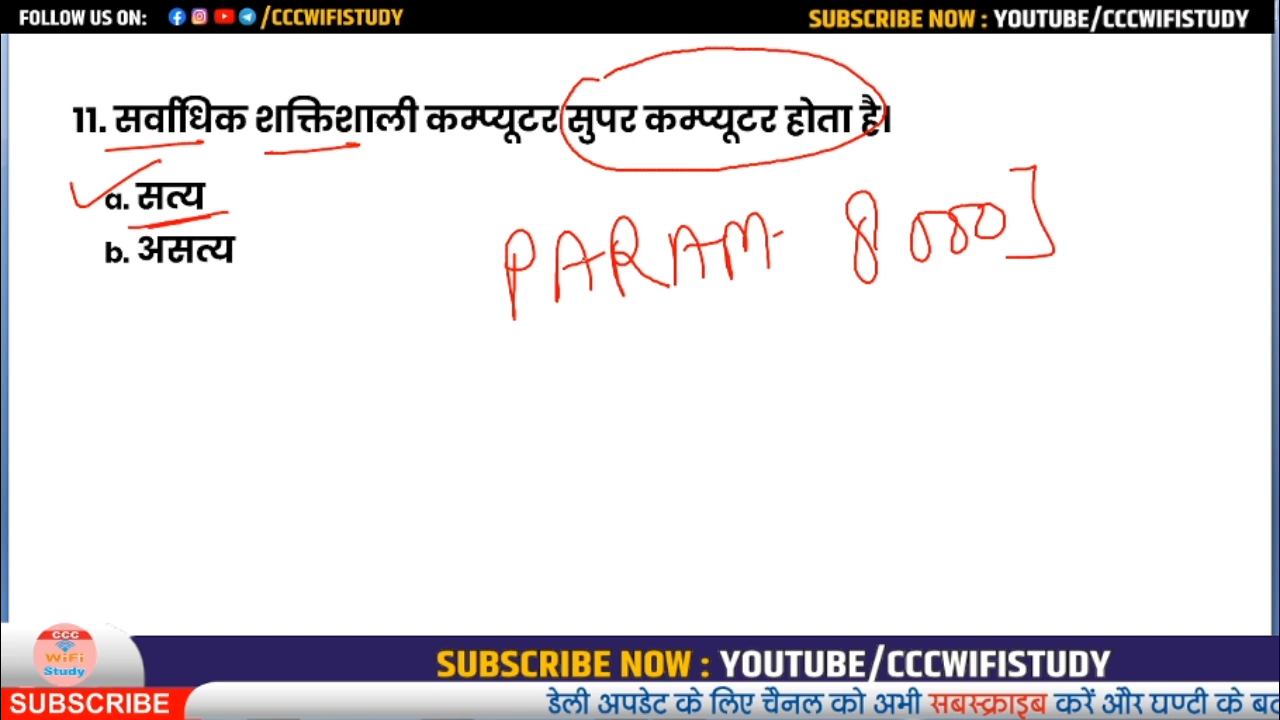 FOLLOW US ON: /CCCWIFISTUDY
SUBSCRIBE NOW : YOUTUBE/CCCWIFISTUDY
11. सर्वाधिक शक्तिशाली कम्प्यूटर सुपर कम्प्यूटर होता है।
a. सत्य
b. असत्य
PARAM- 8000]
CCC
WiFi
Study
SUBSCRIBE NOW : YOUTUBE/CCCWIFISTUDY
SUBSCRIBE
डेली अपडेट के लिए चैनल को अभी सबस्क्राइब करें और घण्टी के